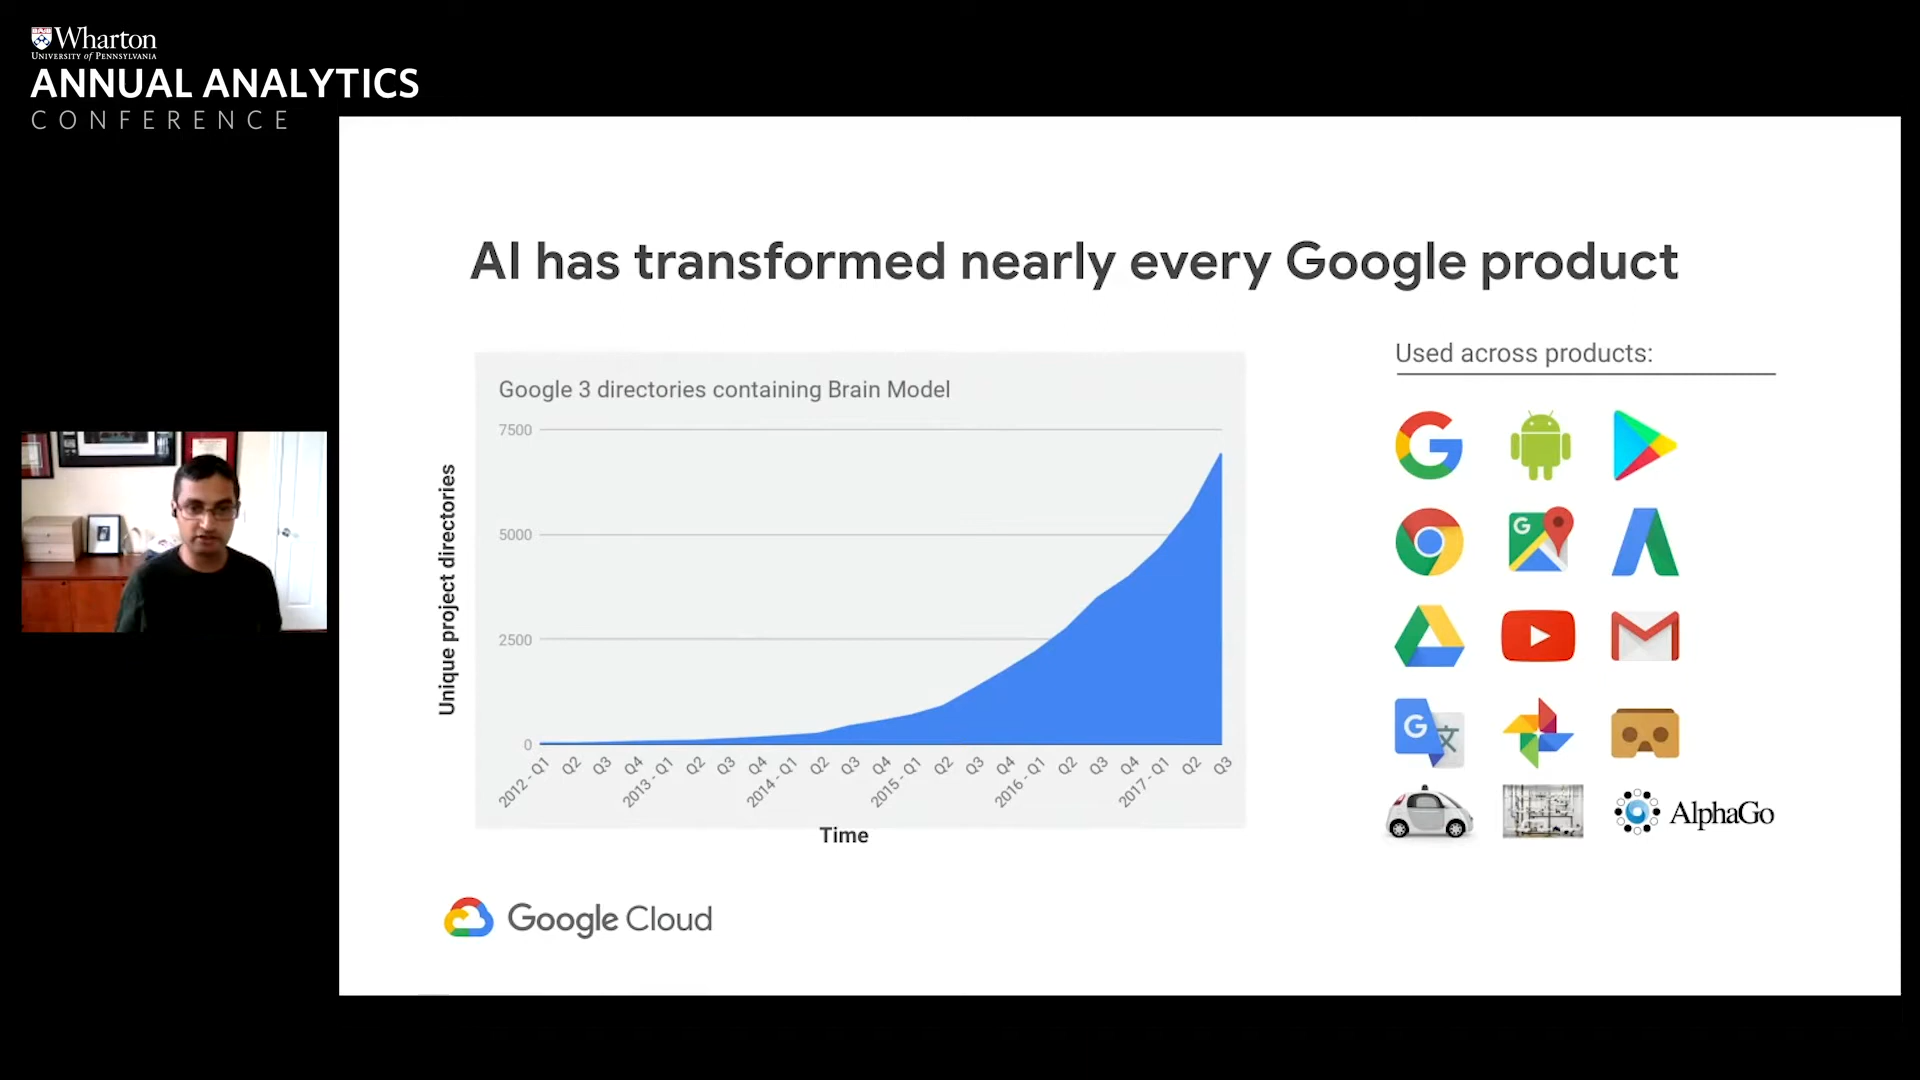 Wharton
UNIVERSITY of PENNSYLVANIA
ANNUAL ANALYTICS
CONFERENCE
AI has transformed nearly every Google product
Google 3 directories containing Brain Model
7500
5000
2500
0
Unique project directories
2012 - Q1
Q2
Q3
Q4
2013 - Q1
Q2
Q3
Q4
2014 - Q1
Q2
Q3
Q4
2015 - Q1
Q2
Q3
Q4
2016 - Q1
Q2
Q3
Q4
2017 - Q1
Q2
Q3
Time
Used across products:
G
G
G
文
AlphaGo
Google Cloud